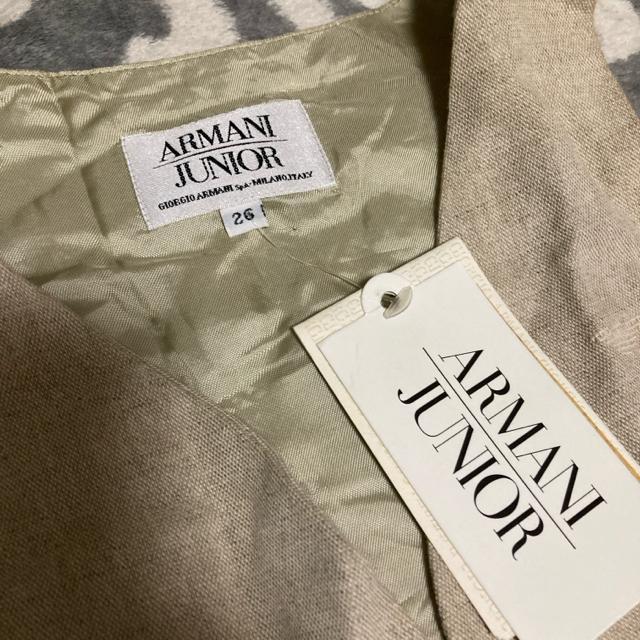 ARMANI
JUNIOR
GIORGIO ARMANI SpA-MILANO, ITALY
26
ARMANI
JUNIOR